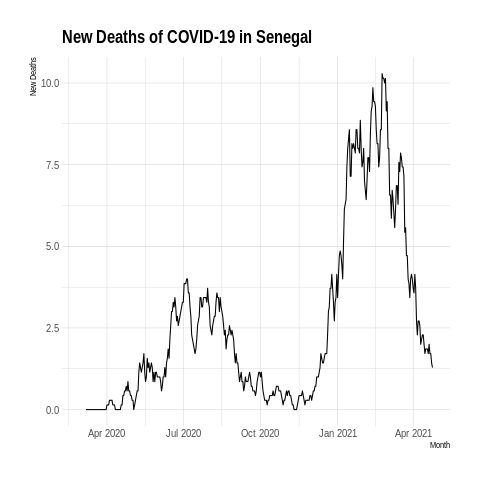 New Deaths of COVID-19 in Senegal
New Deaths
10.0
7.5
5.0
2.5
0.0
Apr 2020 Jul 2020 Oct 2020 Jan 2021 Apr 2021
Month